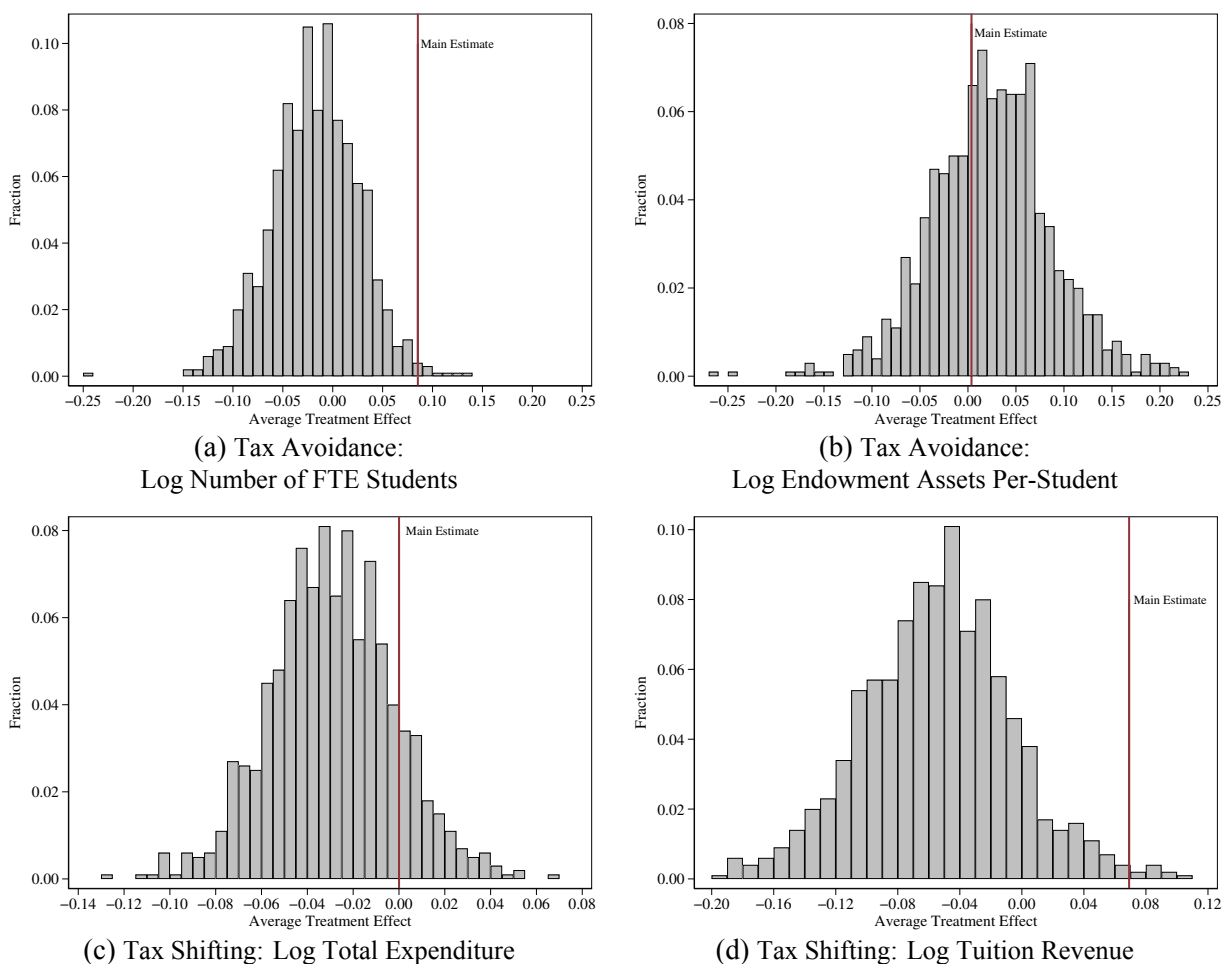 0.10
0.08
0.06
0.04
0.02
0.00
Fraction
Main Estimate
−0.25 −0.20 −0.15 −0.10 −0.05 0.00 0.05 0.10 0.15 0.20 0.25
Average Treatment Effect
(a) Tax Avoidance:
Log Number of FTE Students
0.08
0.06
0.04
0.02
0.00
Fraction
Main Estimate
−0.25 −0.20 −0.15 −0.10 −0.05 0.00 0.05 0.10 0.15 0.20 0.25
Average Treatment Effect
(b) Tax Avoidance:
Log Endowment Assets Per-Student
0.08
0.06
0.04
0.02
0.00
Fraction
Main Estimate
−0.14 −0.12 −0.10 −0.08 −0.06 −0.04 −0.02 0.00 0.02 0.04 0.06 0.08
Average Treatment Effect
(c) Tax Shifting: Log Total Expenditure
0.10
0.08
0.06
0.04
0.02
0.00
Fraction
Main Estimate
−0.20 −0.16 −0.12 −0.08 −0.04 0.00 0.04 0.08 0.12
Average Treatment Effect
(d) Tax Shifting: Log Tuition Revenue